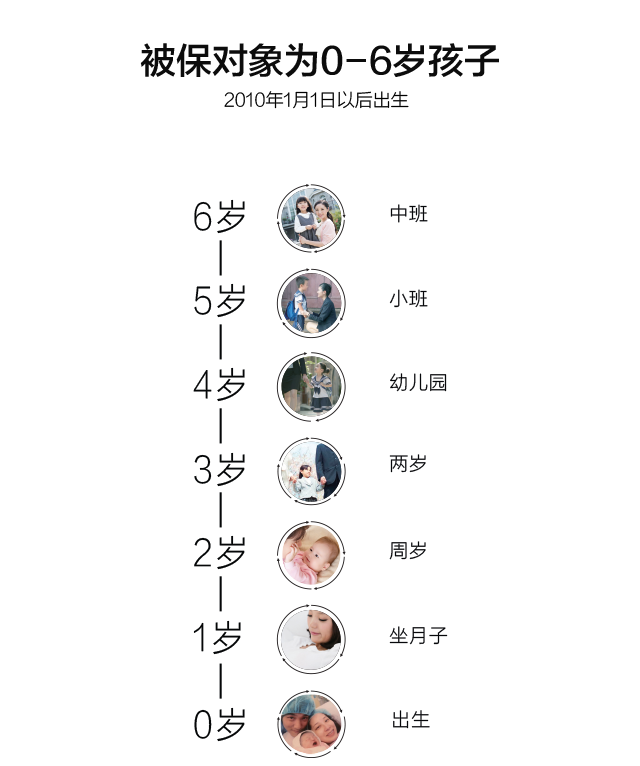 被保对象为0-6岁孩子
2010年1月1日以后出生
6岁 中班
5岁 小班
4岁 幼儿园
3岁 两岁
2岁 周岁
1岁 坐月子
0岁 出生